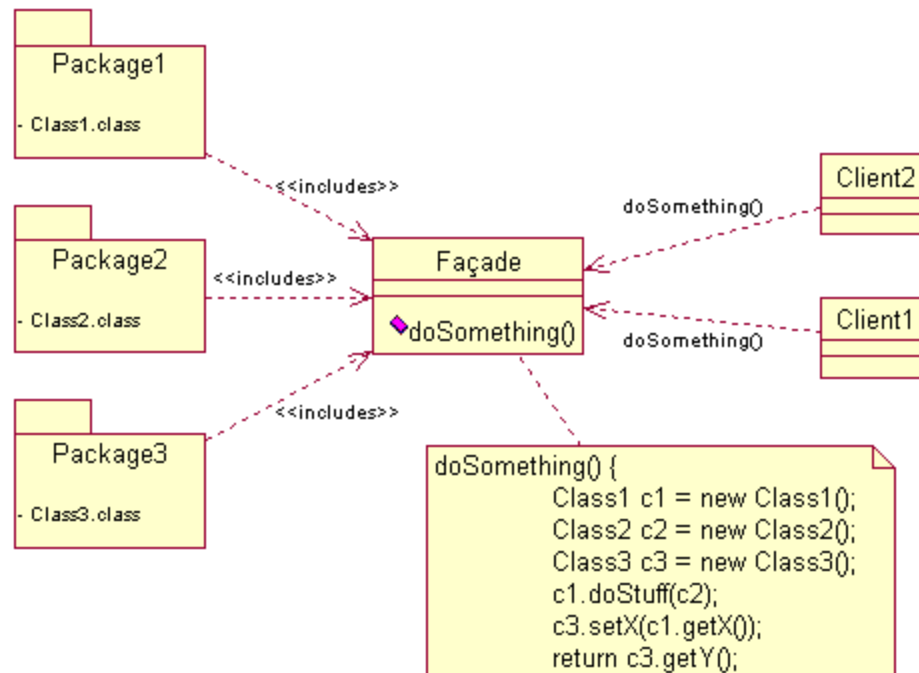 Package1
- Class1.class
<<includes>>
Package2
- Class2.class
<<includes>>
Package3
- Class3.class
<<includes>>
Façade
doSomething()
doSomething()
Client2
doSomething()
Client1
doSomething() {
Class1 c1 = new Class1();
Class2 c2 = new Class2();
Class3 c3 = new Class3();
c1.doStuff(c2);
c3.setX(c1.getX());
return c3.getY();